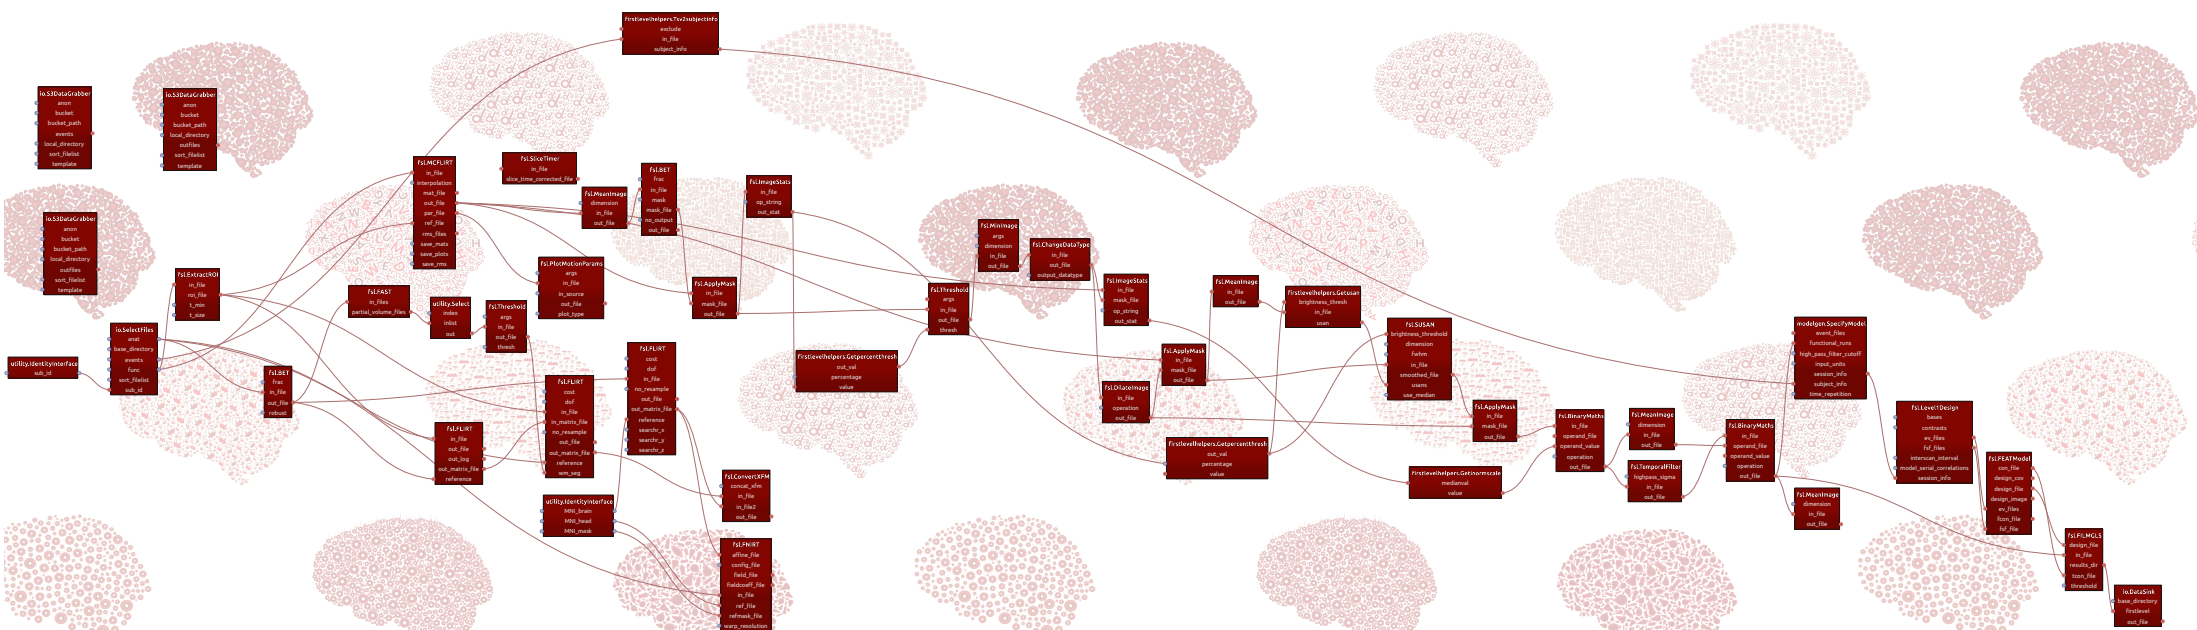 firstlevelhelpers.Tsv2subjectinfo
exclude
in_file
subject_info
io.S3DataGrabber
anon
bucket
bucket_path
events
local_directory
sort_filelist
template
io.S3DataGrabber
anon
bucket
bucket_path
local_directory
outfiles
sort_filelist
template
io.S3DataGrabber
anon
bucket
bucket_path
local_directory
outfiles
sort_filelist
template
utility.IdentityInterface
sub_id
io.SelectFiles
anat
base_directory
events
func
sort_filelist
sub_id
fsl.ExtractROI
in_file
roi_file
t_min
t_size
fsl.BET
frac
in_file
out_file
robust
fsl.MCFLIRT
in_file
interpolation
mat_file
out_file
par_file
ref_file
rms_files
save_mats
save_plots
save_rms
fsl.FAST
in_files
partial_volume_files
utility.Select
index
inlist
out
fsl.Threshold
args
in_file
out_file
thresh
fsl.SliceTimer
in_file
slice_time_corrected_file
fsl.MeanImage
dimension
in_file
out_file
fsl.BET
frac
in_file
mask
mask_file
no_output
out_file
fsl.ImageStats
in_file
op_string
out_stat
fsl.PlotMotionParams
args
in_file
in_source
out_file
plot_type
fsl.ApplyMask
in_file
mask_file
out_file
fsl.FLIRT
in_file
out_file
out_log
out_matrix_file
reference
fsl.FLIRT
cost
dof
in_file
in_matrix_file
no_resample
out_file
out_matrix_file
reference
wm_seg
fsl.FLIRT
cost
dof
in_file
no_resample
out_file
out_matrix_file
reference
searchr_x
searchr_y
searchr_z
utility.IdentityInterface
MNI_brain
MNI_head
MNI_mask
fsl.ConvertXFM
concat_xfm
in_file
in_file2
out_file
fsl.FNIRT
affine_file
config_file
field_file
fieldcoeff_file
in_file
ref_file
refmask_file
warp_resolution
firstlevelhelpers.Getpercentthresh
out_val
percentage
value
fsl.Threshold
args
in_file
out_file
thresh
fsl.MinImage
args
dimension
in_file
out_file
fsl.ChangeDataType
in_file
out_file
output_datatype
fsl.ImageStats
in_file
mask_file
op_string
out_stat
fsl.DilateImage
in_file
operation
out_file
fsl.ApplyMask
in_file
mask_file
out_file
fsl.MeanImage
in_file
out_file
firstlevelhelpers.Getusan
brightness_thresh
in_file
usan
firstlevelhelpers.Getpercentthresh
out_val
percentage
value
fsl.SUSAN
brightness_threshold
dimension
fwhm
in_file
smoothed_file
usans
use_median
firstlevelhelpers.Getinormscale
medianval
value
fsl.ApplyMask
in_file
mask_file
out_file
fsl.BinaryMaths
in_file
operand_file
operand_value
operation
out_file
fsl.MeanImage
dimension
in_file
out_file
fsl.TemporalFilter
highpass_sigma
in_file
out_file
fsl.BinaryMaths
in_file
operand_file
operand_value
operation
out_file
modelgen.SpecifyModel
event_files
functional_runs
high_pass_filter_cutoff
input_units
session_info
subject_info
time_repetition
fsl.MeanImage
dimension
in_file
out_file
fsl.Level1Design
bases
contrasts
ev_files
fsf_files
interscan_interval
model_serial_correlations
session_info
fsl.FEATModel
con_file
design_cov
design_file
design_image
ev_files
fcon_file
fsf_file
fsl.FILMGLS
design_file
in_file
results_dir
tcon_file
threshold
io.DataSink
base_directory
firstlevel
out_file